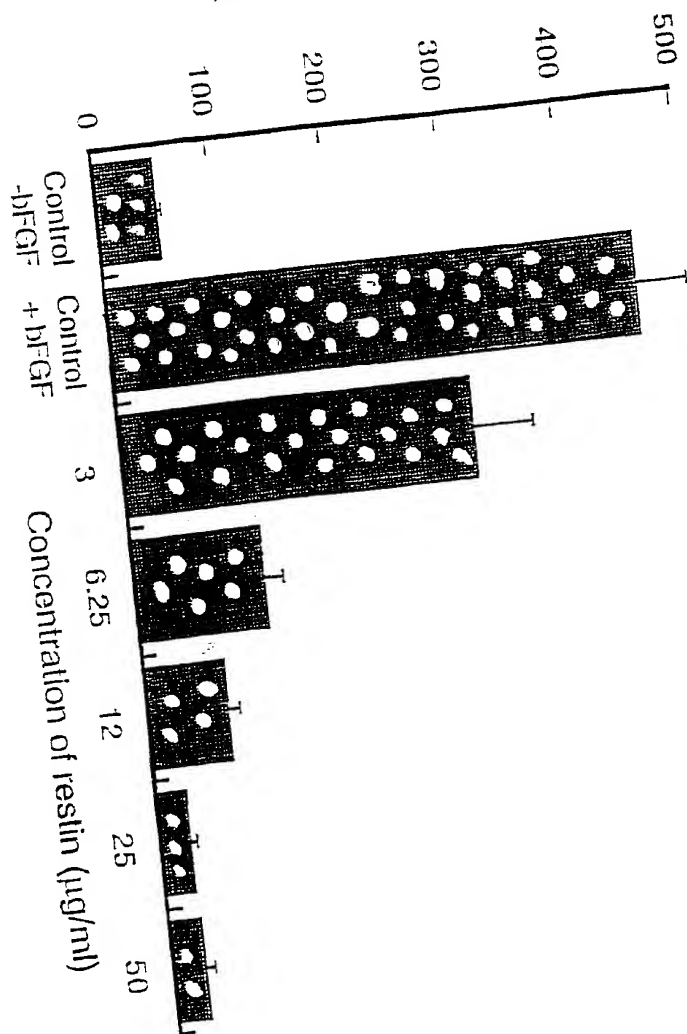 500
400
300
200
100
0
Control
-bFGF
Control
+ bFGF
3
6.25
12
25
50
Concentration of restin (µg/ml)